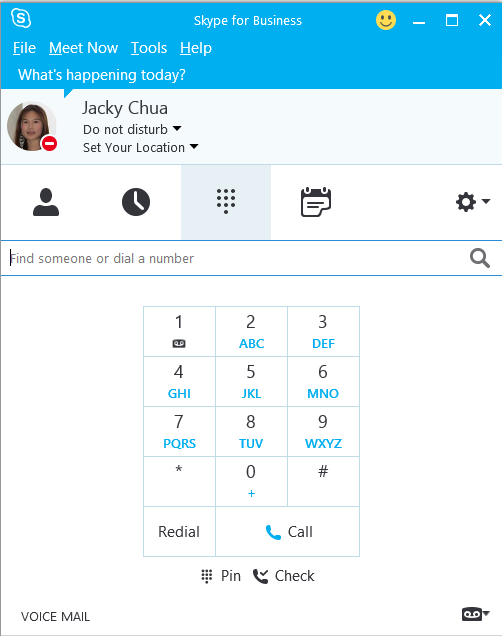 Skype for Business
File Meet Now Tools Help
What's happening today?
Jacky Chua
Do not disturb
Set Your Location
Find someone or dial a number
1 2 3
ABC DEF
4 5 6
GHI JKL MNO
7 8 9
PQRS TUV WXYZ
* 0 #
+
Redial Call
Pin Check
VOICE MAIL